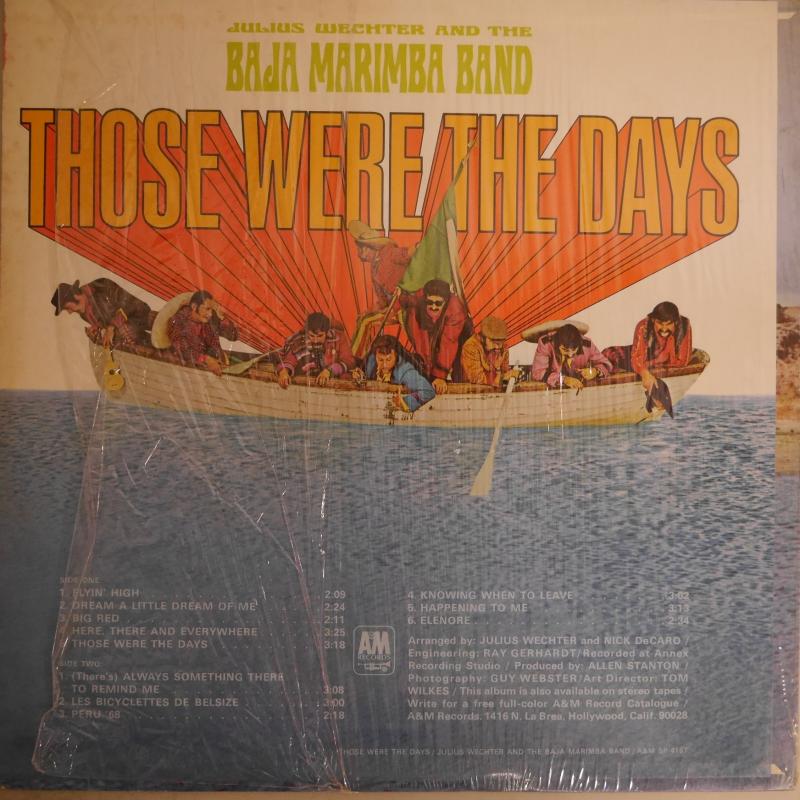 JULIUS WECHTER AND THE
BAJA MARIMBA BAND
THOSE WERE THE DAYS
SIDE ONE
1. FLYIN' HIGH 2:09
2. DREAM A LITTLE DREAM OF ME 2:24
3. BIG RED 2:11
4. HERE, THERE AND EVERYWHERE 3:25
THOSE WERE THE DAYS 3:18
SIDE TWO:
1. (There's) ALWAYS SOMETHING THERE
TO REMIND ME 3:08
2. LES BICYCLETTES DE BELSIZE 3:00
3. PERU '68 2:18
A&M
RECORDS
4. KNOWING WHEN TO LEAVE 3:02
5. HAPPENING TO ME 3:13
6. ELENORE 2:34
Arranged by: JULIUS WECHTER and NICK DeCARO /
Engineering: RAY GERHARDT / Recorded at Annex
Recording Studio / Produced by: ALLEN STANTON /
Photography: GUY WEBSTER / Art Director: TOM
WILKES / This album is also available on stereo tapes /
Write for a free full-color A&M Record Catalogue /
A&M Records. 1416 N. La Brea, Hollywood, Calif. 90028
THOSE WERE THE DAYS / JULIUS WECHTER AND THE BAJA MARIMBA BAND / A&M SP 4167